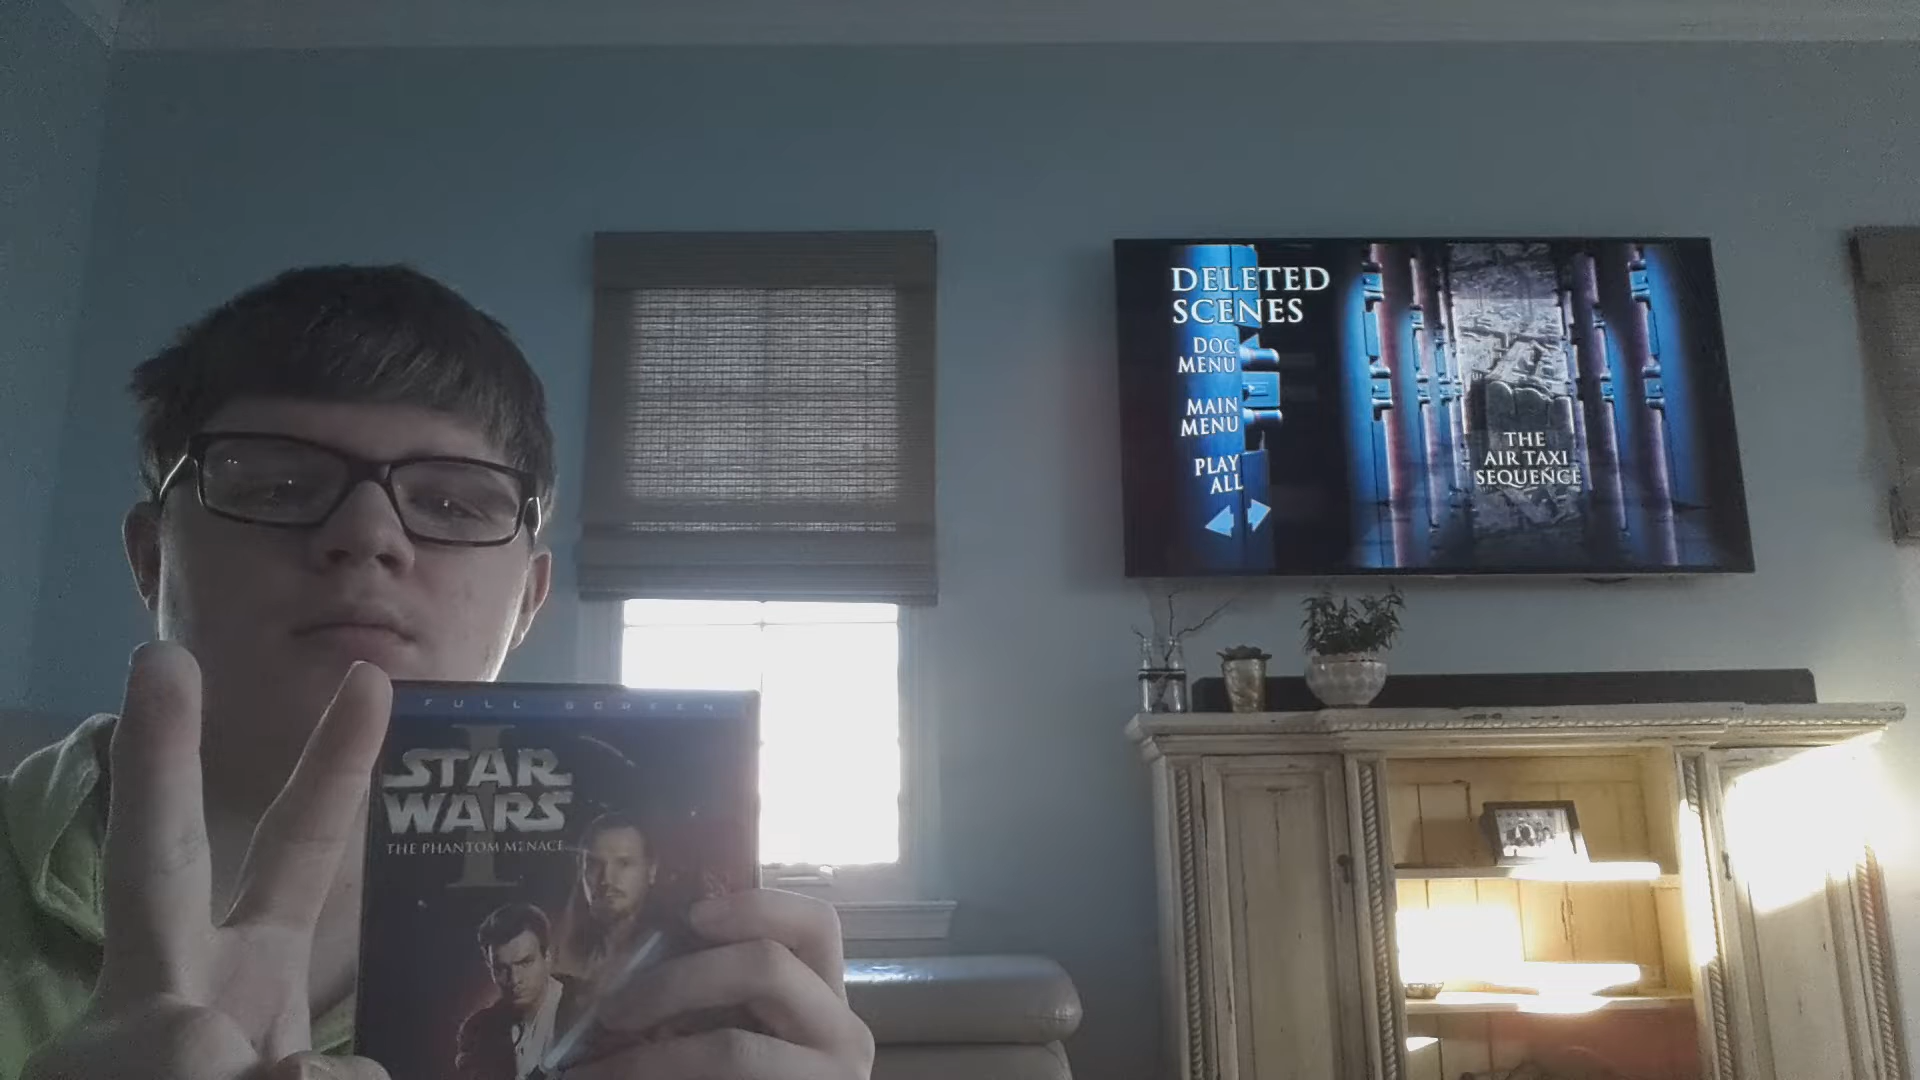 DELETED
SCENES
DOC
MENU
MAIN
MENU
PLAY
ALL
THE
AIR TAXI
SEQUENCE
FULL SCREEN
I
STAR
WARS
THE PHANTOM MENACE